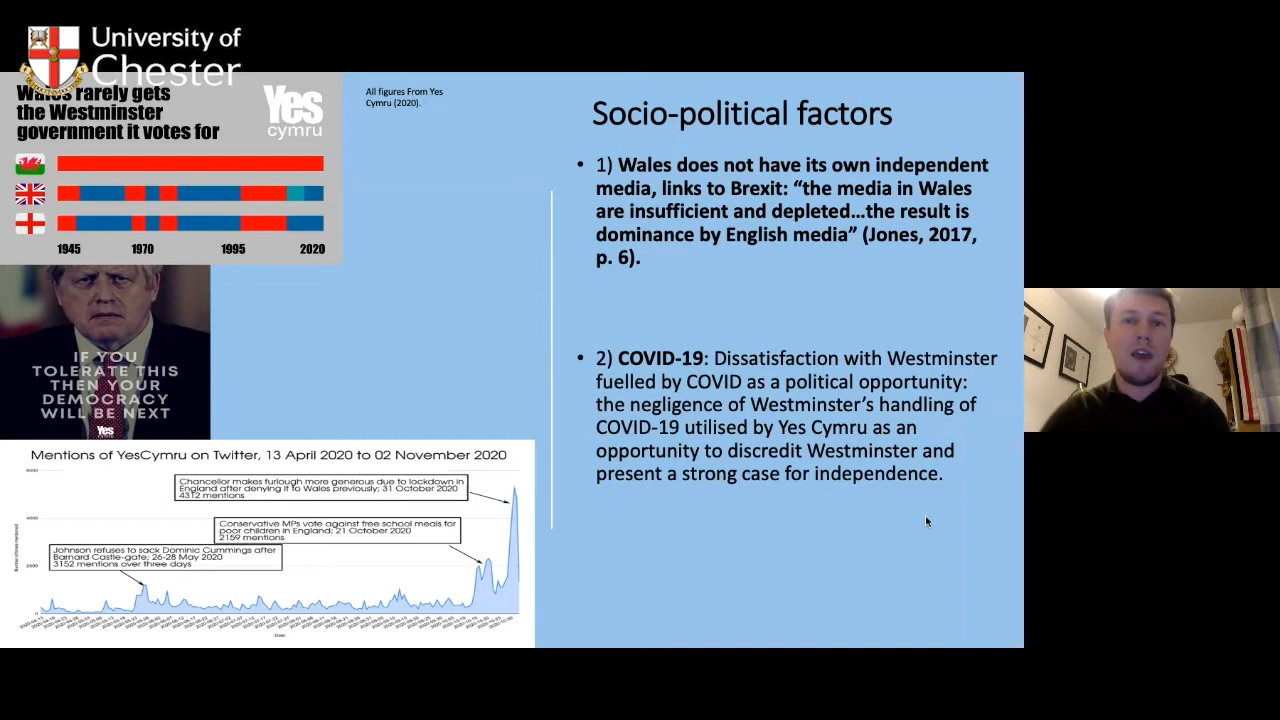 University of
Chester
Wales rarely gets
the Westminster
government it votes for
Yes
cymru
1945 1970 1995 2020
All figures From Yes
Cymru (2020).
IF YOU
TOLERATE THIS
THEN YOUR
DEMOCRACY
WILL BE NEXT
Yes
Mentions of YesCymru on Twitter, 13 April 2020 to 02 November 2020
Chancellor makes furlough more generous due to lockdown in
England after denying it to Wales previously; 31 October 2020
4312 mentions
Conservative MPs vote against free school meals for
poor children in England; 21 October 2020
2159 mentions
Johnson refuses to sack Dominic Cummings after
Barnard Castle-gate; 26-28 May 2020
3152 mentions over three days
6000
4000
2000
0
Date
Socio-political factors
• 1) Wales does not have its own independent
media, links to Brexit: “the media in Wales
are insufficient and depleted…the result is
dominance by English media” (Jones, 2017,
p. 6).
• 2) COVID-19: Dissatisfaction with Westminster
fuelled by COVID as a political opportunity:
the negligence of Westminster’s handling of
COVID-19 utilised by Yes Cymru as an
opportunity to discredit Westminster and
present a strong case for independence.